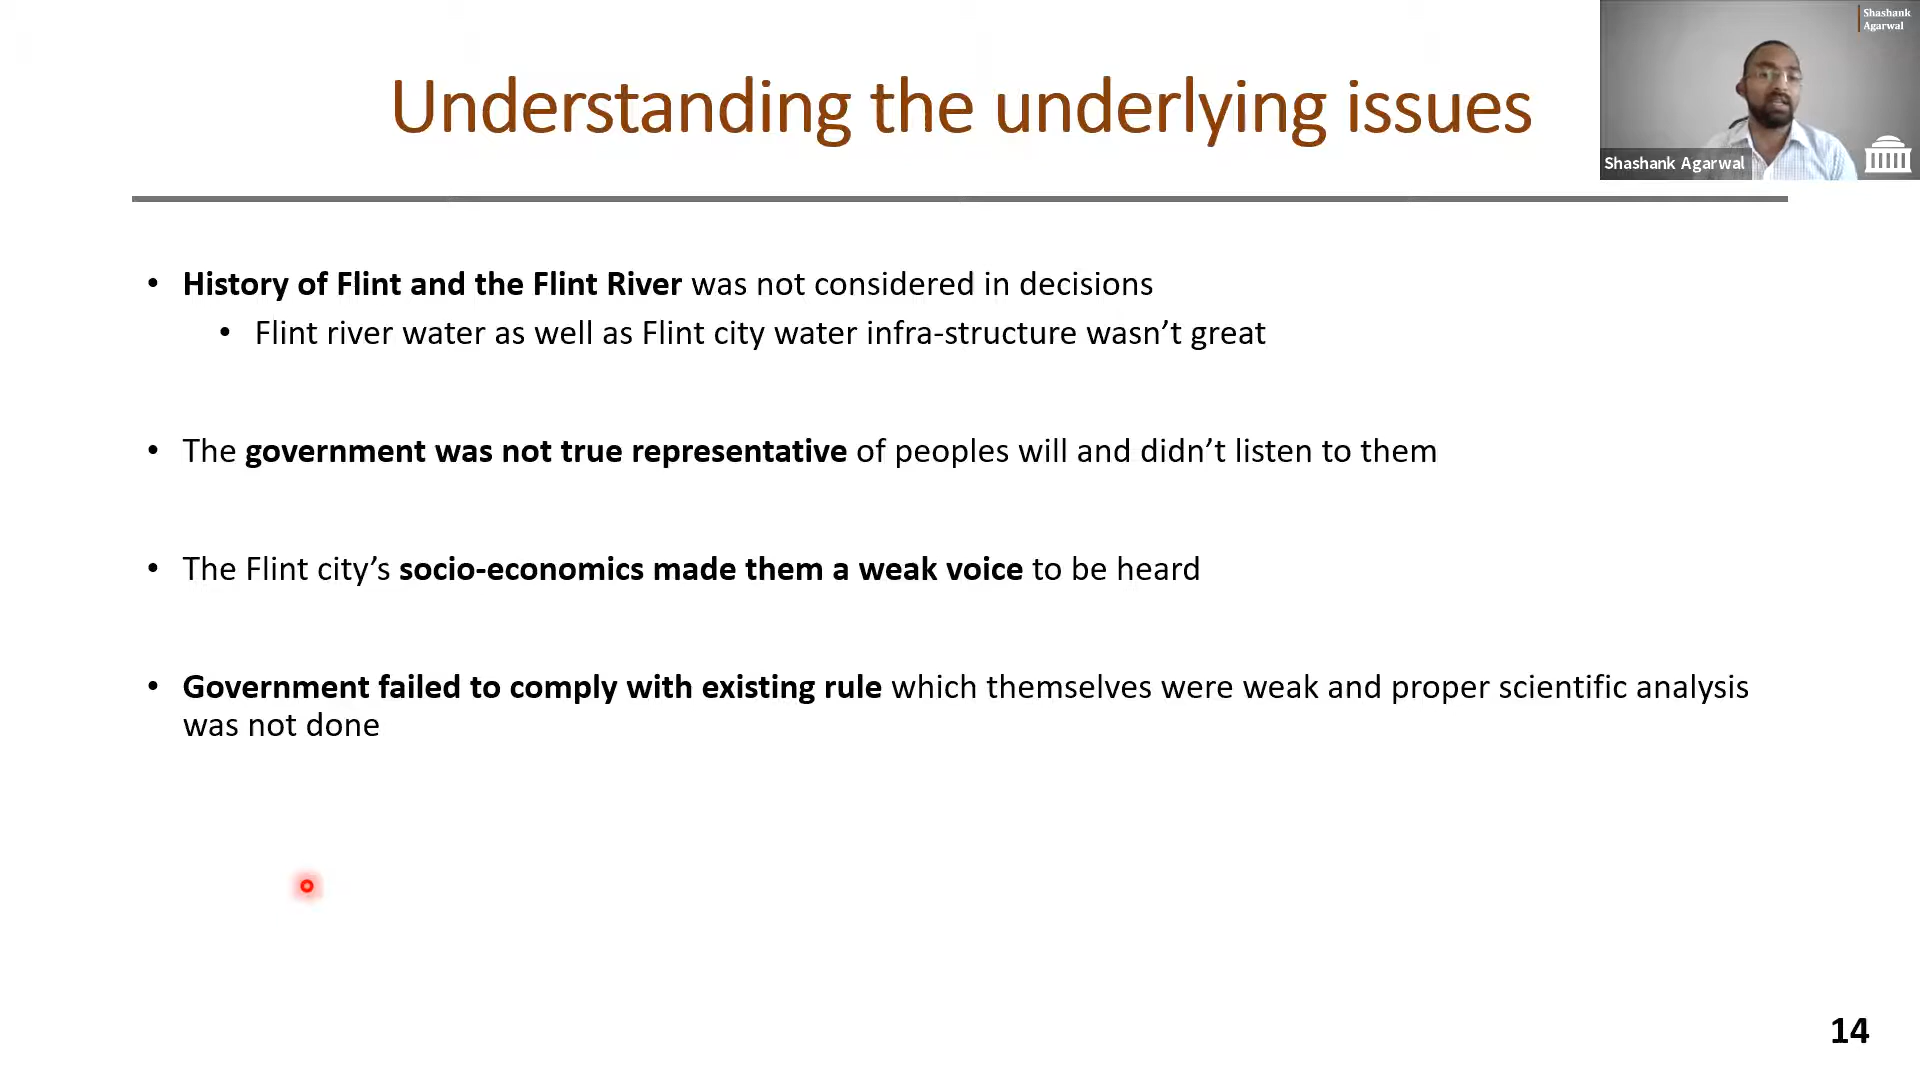 Understanding the underlying issues
Shashank
Agarwal
Shashank Agarwal
• History of Flint and the Flint River was not considered in decisions
• Flint river water as well as Flint city water infra-structure wasn’t great
• The government was not true representative of peoples will and didn’t listen to them
• The Flint city’s socio-economics made them a weak voice to be heard
• Government failed to comply with existing rule which themselves were weak and proper scientific analysis
was not done
14